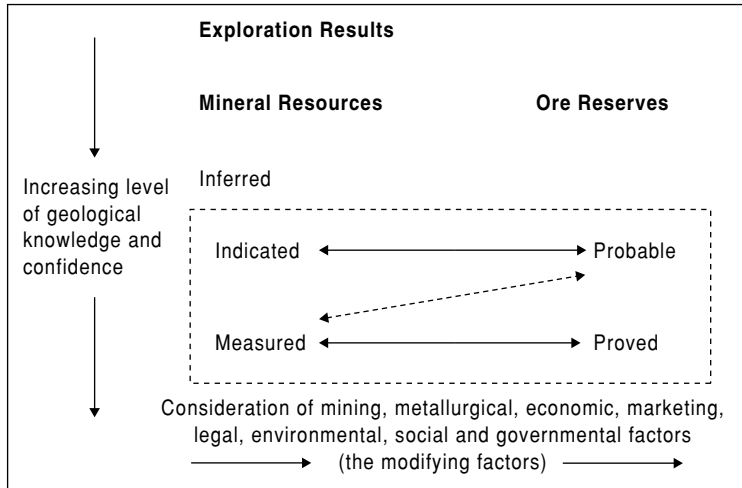 Exploration Results
Mineral Resources Ore Reserves
Increasing level
of geological
knowledge and
confidence
Inferred
Indicated Probable
Measured Proved
Consideration of mining, metallurgical, economic, marketing,
legal, environmental, social and governmental factors
(the modifying factors)